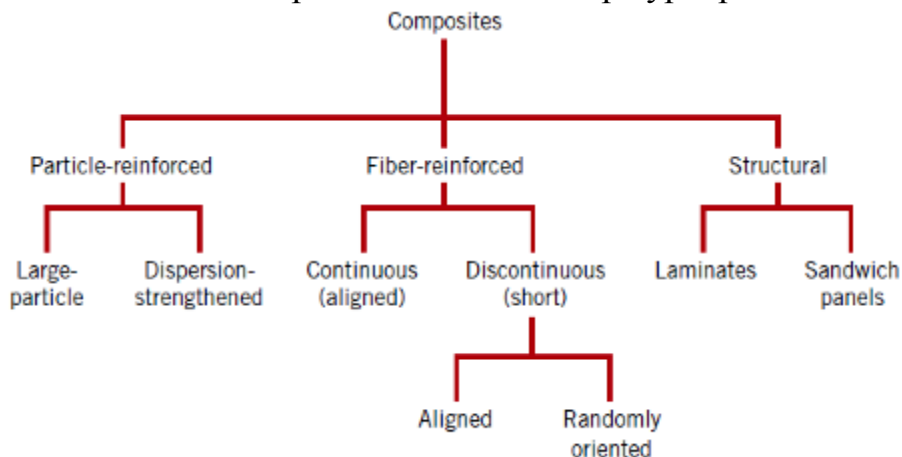 Composites
Particle-reinforced
Fiber-reinforced
Structural
Large-
particle
Dispersion-
strengthened
Continuous
(aligned)
Discontinuous
(short)
Laminates
Sandwich
panels
Aligned
Randomly
oriented